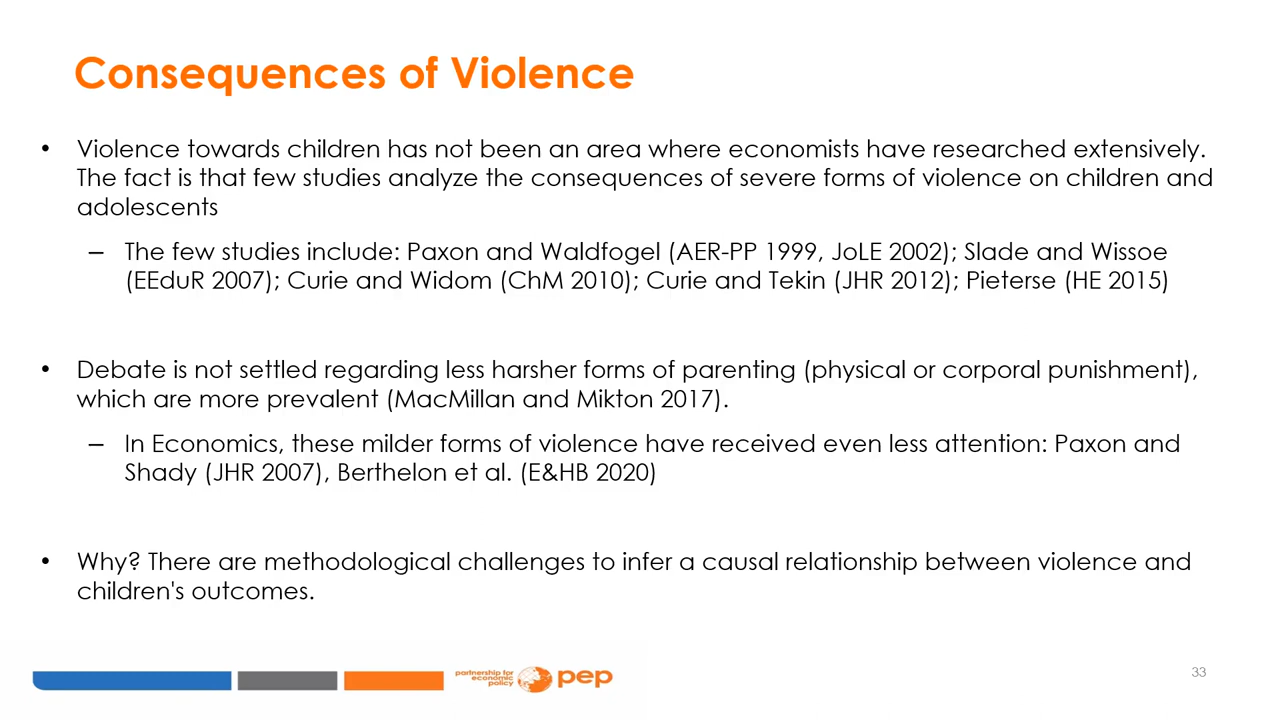 Consequences of Violence
• Violence towards children has not been an area where economists have researched extensively.
The fact is that few studies analyze the consequences of severe forms of violence on children and
adolescents
– The few studies include: Paxon and Waldfogel (AER-PP 1999, JoLE 2002); Slade and Wissoe
(EEduR 2007); Curie and Widom (ChM 2010); Curie and Tekin (JHR 2012); Pieterse (HE 2015)
• Debate is not settled regarding less harsher forms of parenting (physical or corporal punishment),
which are more prevalent (MacMillan and Mikton 2017).
– In Economics, these milder forms of violence have received even less attention: Paxon and
Shady (JHR 2007), Berthelon et al. (E&HB 2020)
• Why? There are methodological challenges to infer a causal relationship between violence and
children's outcomes.
partnership for
economic
policy
pep
33